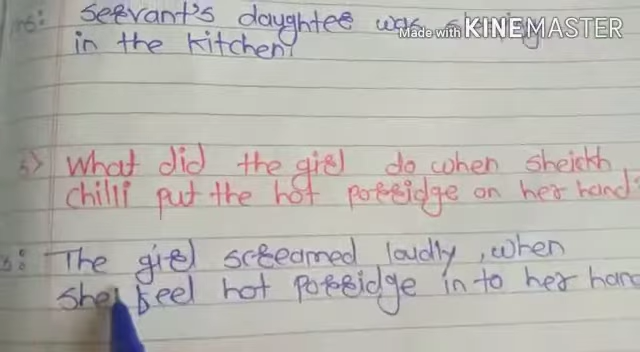 servant's daughter was
Made with KINEMASTER
in the kitchen.
What did the girl do when sheikh
chilli put the hot porridge on her hand?
The girl screamed loudly, when
she feel hot porridge in to her hand